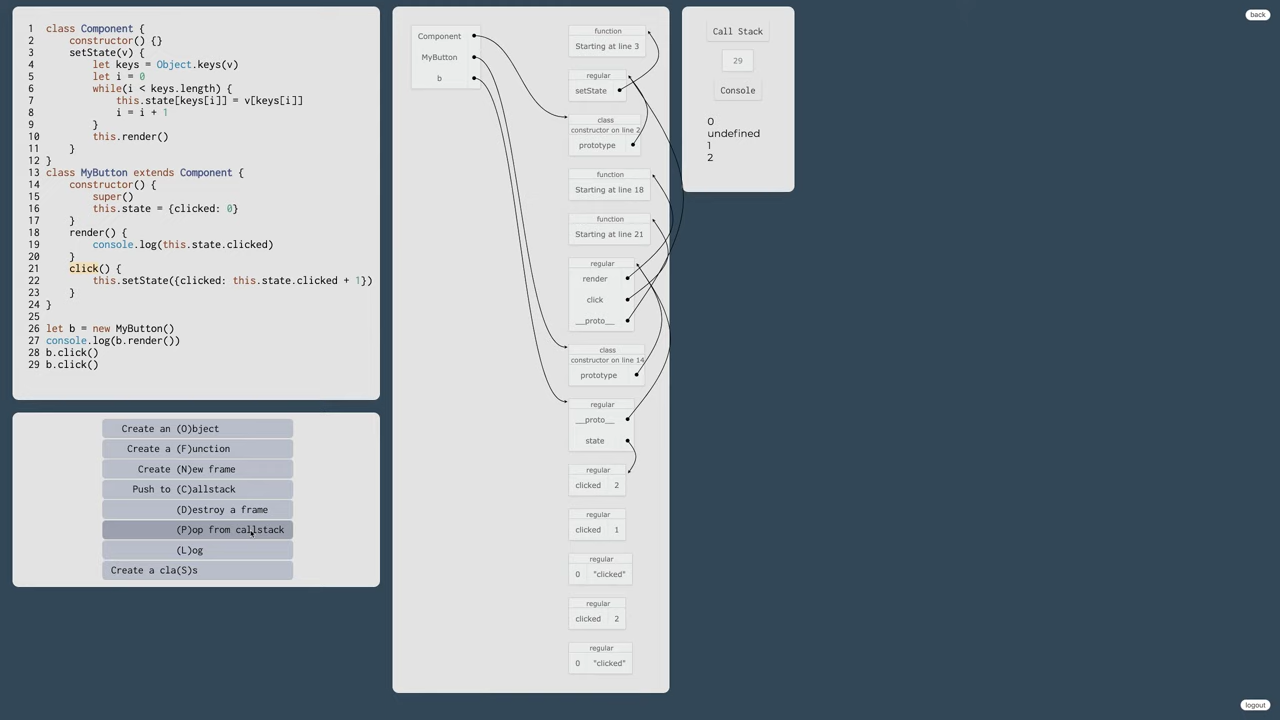 1 class Component {
2 constructor() {}
3 setState(v) {
4 let keys = Object.keys(v)
5 let i = 0
6 while(i < keys.length) {
7 this.state[keys[i]] = v[keys[i]]
8 i = i + 1
9 }
10 this.render()
11 }
12 }
13 class MyButton extends Component {
14 constructor() {
15 super()
16 this.state = {clicked: 0}
17 }
18 render() {
19 console.log(this.state.clicked)
20 }
21 click() {
22 this.setState({clicked: this.state.clicked + 1})
23 }
24 }
25
26 let b = new MyButton()
27 console.log(b.render())
28 b.click()
29 b.click()
Create an (O)bject
Create a (F)unction
Create (N)ew frame
Push to (C)allstack
(D)estroy a frame
(P)op from callstack
(L)og
Create a cla(S)s
Component
MyButton
b
function
Starting at line 3
regular
setState
class
constructor on line 2
prototype
function
Starting at line 18
function
Starting at line 21
regular
render
click
__proto__
class
constructor on line 14
prototype
regular
__proto__
state
regular
clicked 2
regular
clicked 1
regular
0 "clicked"
regular
clicked 2
regular
0 "clicked"
Call Stack
29
Console
0
undefined
1
2
back
logout